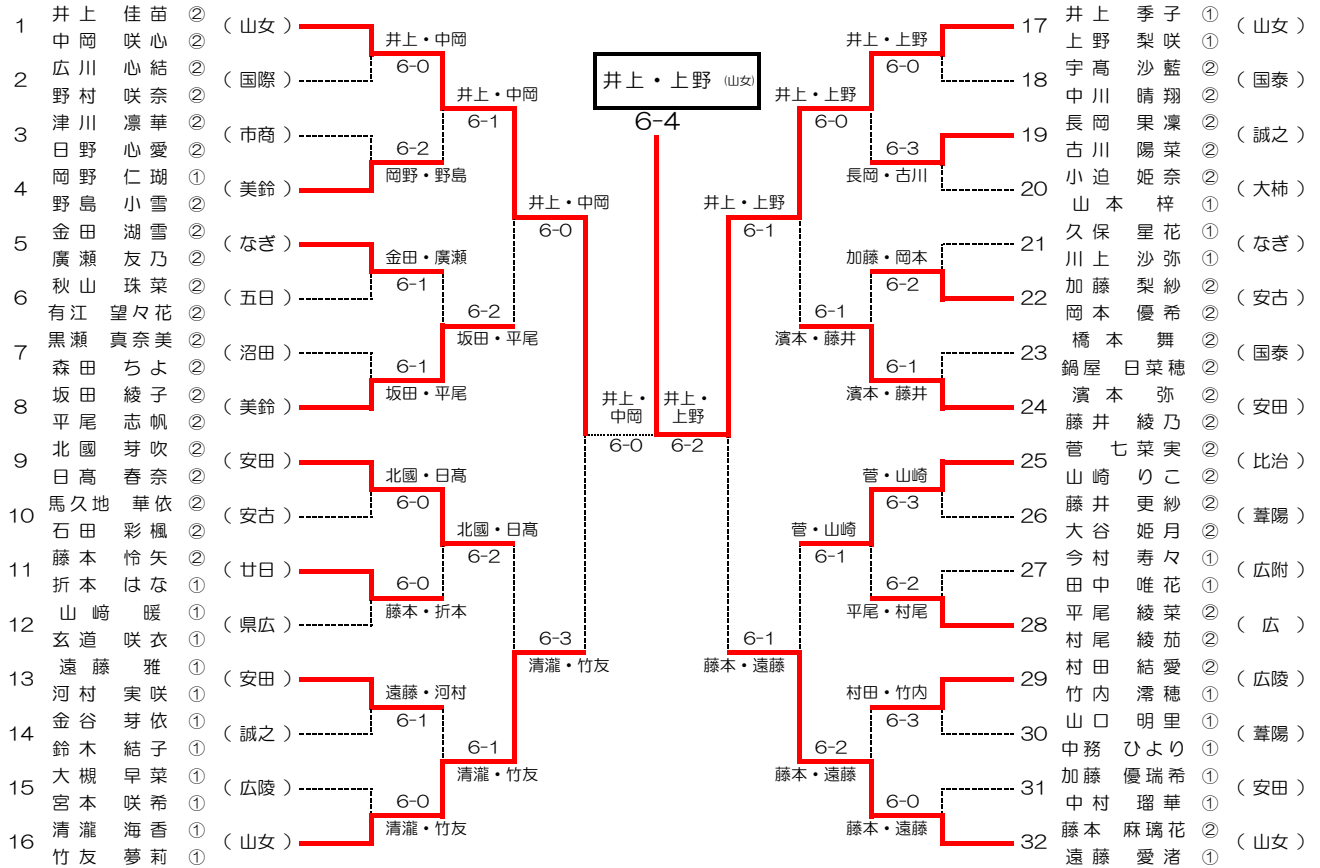 1 井上 佳苗 ② (山女)
中岡 咲心 ②
2 広川 心結 ② (国際)
野村 咲奈 ②
3 津川 凛華 ② (市商)
日野 心愛 ②
4 岡野 仁瑚 ① (美鈴)
野島 小雪 ②
5 金田 湖雪 ② (なぎ)
廣瀬 友乃 ②
6 秋山 珠菜 ② (五日)
有江 望々花 ②
7 黒瀬 真奈美 ② (沼田)
森田 ちよ ②
8 坂田 綾子 ② (美鈴)
平尾 志帆 ②
9 北國 芽吹 ② (安田)
日髙 春奈 ②
10 馬久地 華依 ② (安古)
石田 彩楓 ②
11 藤本 怜矢 ② (廿日)
折本 はな ①
12 山﨑 暖 ① (県広)
玄道 咲衣 ①
13 遠藤 雅 ① (安田)
河村 実咲 ①
14 金谷 芽依 ① (誠之)
鈴木 結子 ①
15 大槻 早菜 ① (広陵)
宮本 咲希 ①
16 清瀧 海香 ① (山女)
竹友 夢莉 ①
井上・中岡
6-0
6-2
岡野・野島
金田・廣瀬
6-1
6-1
坂田・平尾
北國・日髙
6-0
6-0
藤本・折本
遠藤・河村
6-1
6-0
清瀧・竹友
井上・中岡
6-1
6-2
坂田・平尾
北國・日髙
6-2
6-1
清瀧・竹友
井上・中岡
6-0
6-3
清瀧・竹友
井上・
中岡
6-0
井上・上野 (山女)
6-4
井上・
上野
6-2
井上・上野
6-1
6-1
藤本・遠藤
井上・上野
6-0
6-1
濱本・藤井
菅・山崎
6-1
6-2
藤本・遠藤
井上・上野
6-0
6-3
長岡・古川
加藤・岡本
6-2
6-1
濱本・藤井
菅・山崎
6-3
6-2
平尾・村尾
村田・竹内
6-3
6-0
藤本・遠藤
17 井上 季子 ① (山女)
上野 梨咲 ①
18 宇髙 沙藍 ② (国泰)
中川 晴翔 ②
19 長岡 果凜 ② (誠之)
古川 陽菜 ②
20 小迫 姫奈 ② (大柿)
山本 梓 ①
21 久保 星花 ① (なぎ)
川上 沙弥 ①
22 加藤 梨紗 ② (安古)
岡本 優希 ②
23 橋本 舞 ② (国泰)
鍋屋 日菜穂 ②
24 濱本 弥 ② (安田)
藤井 綾乃 ②
25 菅 七菜実 ② (比治)
山崎 りこ ②
26 藤井 更紗 ② (葦陽)
大谷 姫月 ②
27 今村 寿々 ① (広附)
田中 唯花 ①
28 平尾 綾菜 ② (広)
村尾 綾茄 ②
29 村田 結愛 ② (広陵)
竹内 澪穂 ①
30 山口 明里 ① (葦陽)
中務 ひより ①
31 加藤 優瑞希 ① (安田)
中村 瑠華 ①
32 藤本 麻璃花 ② (山女)
遠藤 愛渚 ①